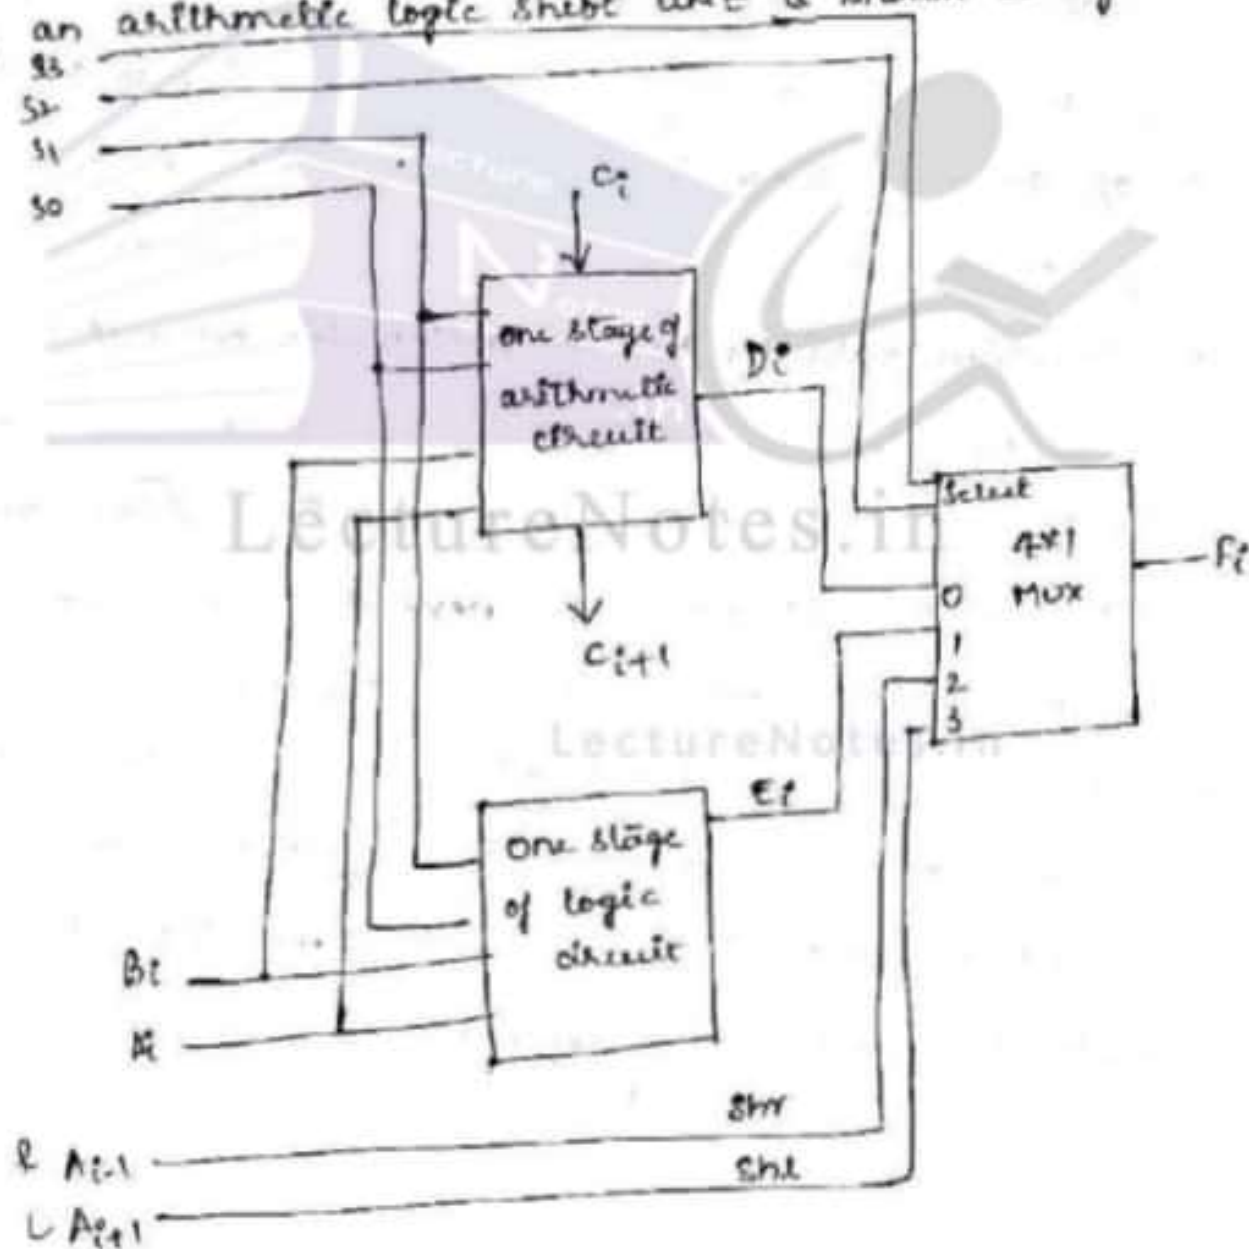 an arithmetic logic shift unit
S3
S2
S1
S0
Ci
one stage of
arithmetic
circuit
Di
Select
4x1
MUX
0
1
2
3
Fi
LectureNotes.in
Ci+1
LectureNotes.in
Ei
One stage
of logic
circuit
Bi
Ai
shr
R Ai-1
shl
L Ai+1